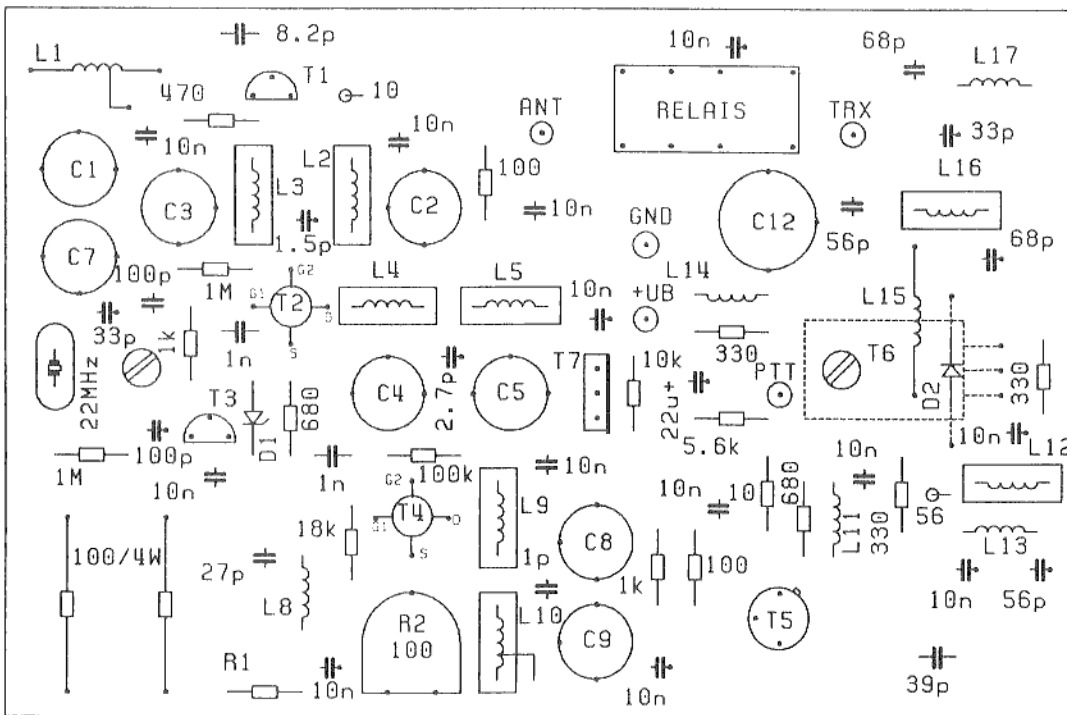 L1
8.2p
10n
68p
L17
T1
10
470
ANT
RELAIS
TRX
10n
10n
33p
C1
L2
L3
100
L16
C3
C2
10n
GND
C12
56p
68p
C7
1.5p
100p
1M
G2
L4
L5
L14
10n
+UB
L15
G1
T2
D
33p
1k
1n
S
330
T6
22MHz
T3
680
C4
2.7p
C5
T7
10k
22u+
PTT
D2
330
D1
5.6k
10n
L12
1M
100p
10n
1n
G2
100k
10n
10n
10
680
10n
L11
330
56
18k
G1
T4
D
S
L9
C8
L13
100/4W
27p
1p
1k
100
L8
10n
56p
R2
100
L10
C9
T5
R1
10n
10n
39p